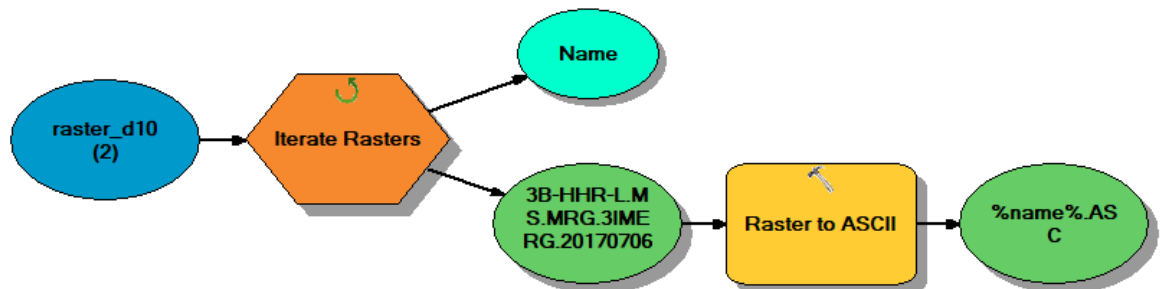 raster_d10
(2)
Iterate Rasters
Name
3B-HHR-L.M
S.MRG.3IME
RG.20170706
Raster to ASCII
%name%.AS
C